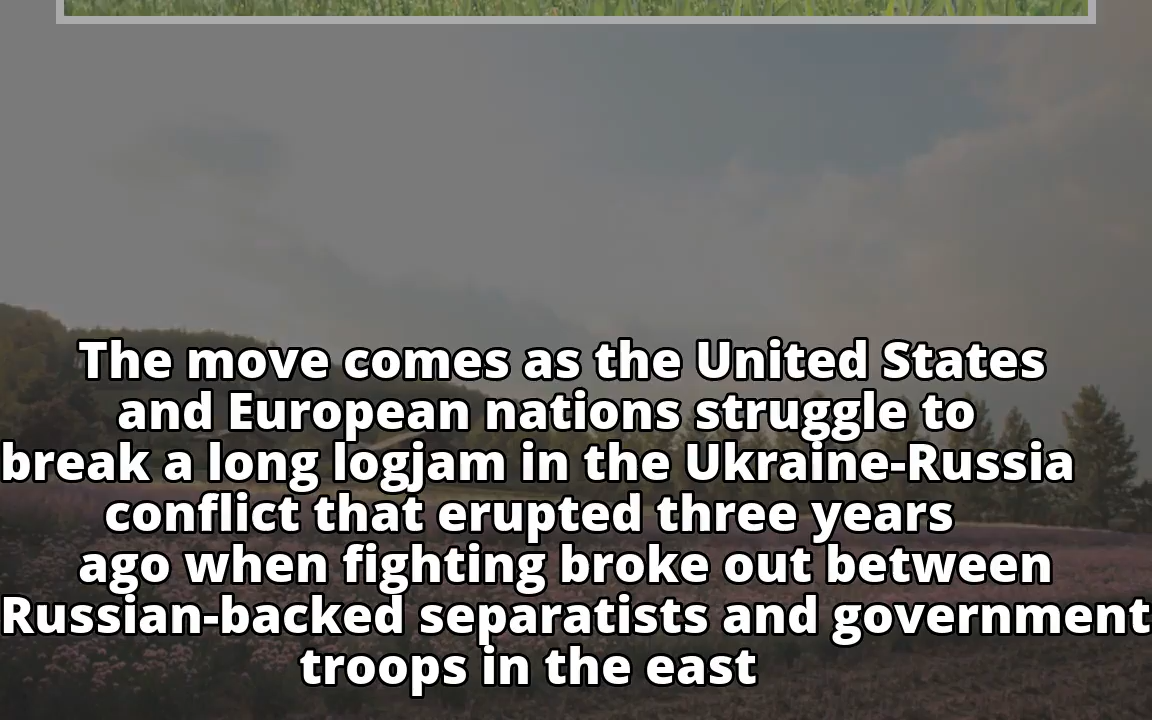 The move comes as the United States
and European nations struggle to
break a long logjam in the Ukraine-Russia
conflict that erupted three years
ago when fighting broke out between
Russian-backed separatists and government
troops in the east